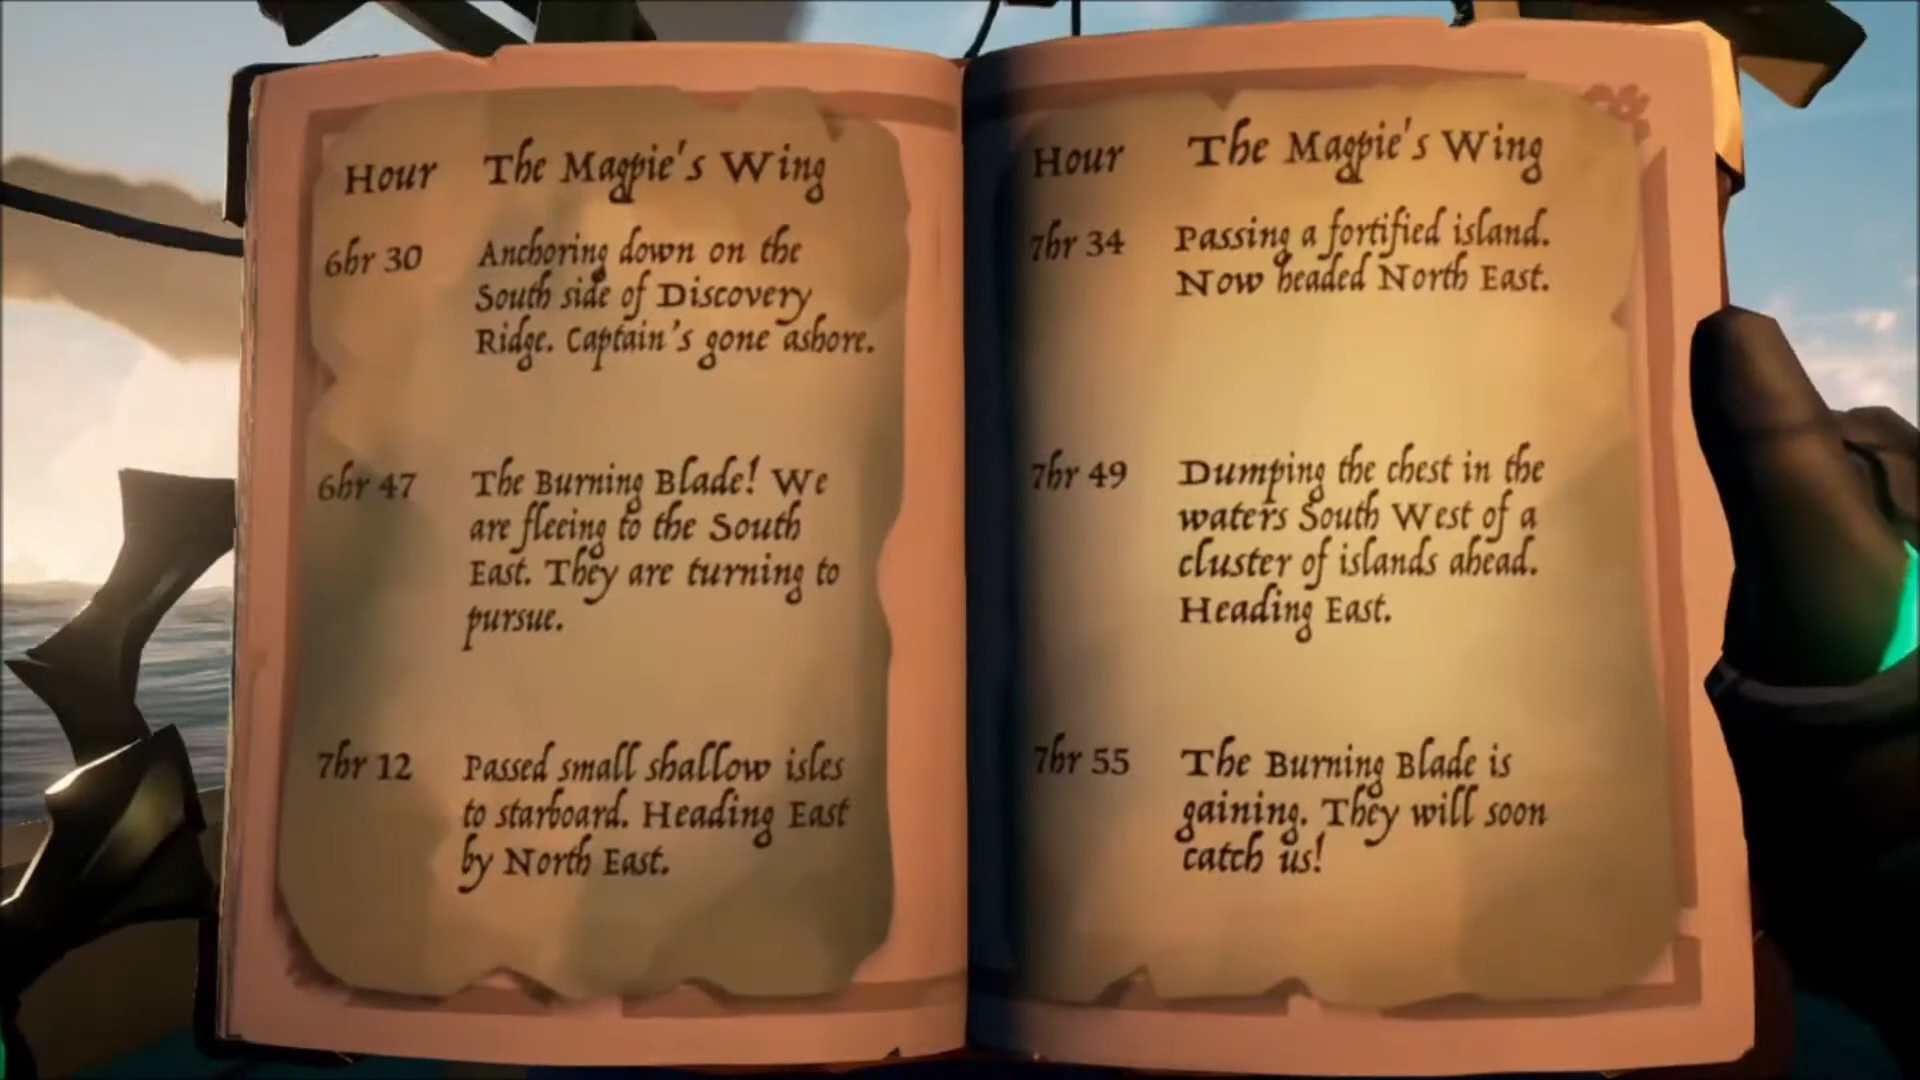 Hour The Magpie's Wing
6hr 30 Anchoring down on the
South side of Discovery
Ridge. Captain's gone ashore.
6hr 47 The Burning Blade! We
are fleeing to the South
East. They are turning to
pursue.
7hr 12 Passed small shallow isles
to starboard. Heading East
by North East.
Hour The Magpie's Wing
7hr 34 Passing a fortified island.
Now headed North East.
7hr 49 Dumping the chest in the
waters South West of a
cluster of islands ahead.
Heading East.
7hr 55 The Burning Blade is
gaining. They will soon
catch us!